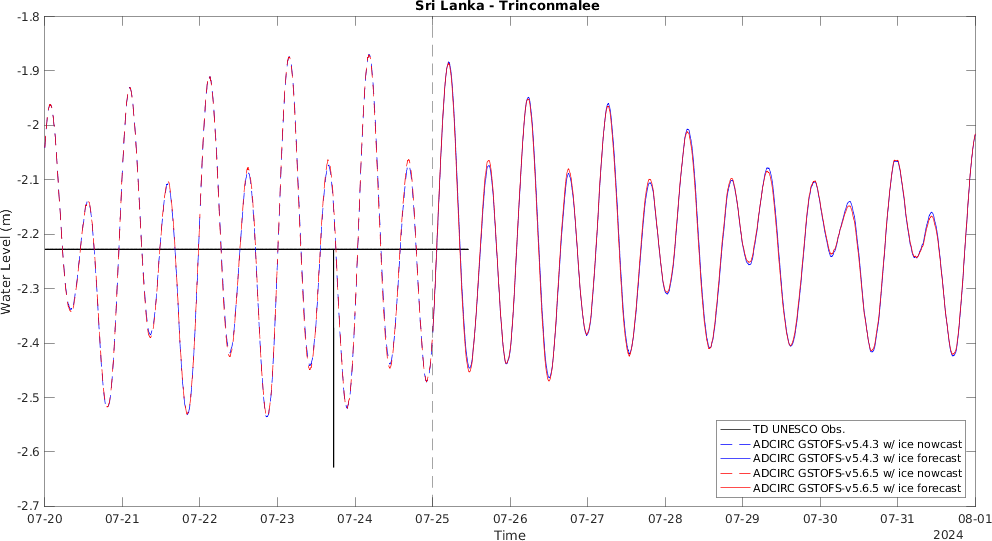 Sri Lanka - Trinconmalee
-1.8
-1.9
-2
-2.1
-2.2
-2.3
-2.4
-2.5
-2.6
-2.7
Water Level (m)
TD UNESCO Obs.
ADCIRC GSTOFS-v5.4.3 w/ ice nowcast
ADCIRC GSTOFS-v5.4.3 w/ ice forecast
ADCIRC GSTOFS-v5.6.5 w/ ice nowcast
ADCIRC GSTOFS-v5.6.5 w/ ice forecast
07-20 07-21 07-22 07-23 07-24 07-25 07-26 07-27 07-28 07-29 07-30 07-31 08-01
Time 2024